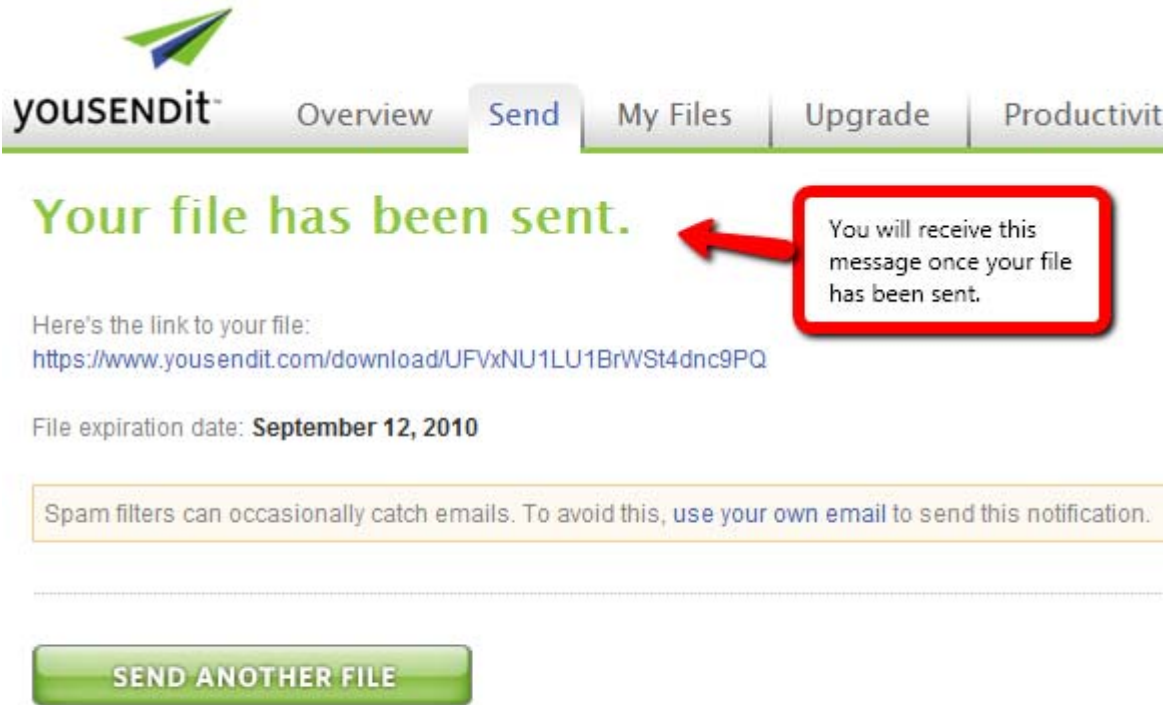 yousendit™
Overview Send My Files Upgrade Productivit
Your file has been sent.
You will receive this
message once your file
has been sent.
Here's the link to your file:
https://www.yousendit.com/download/UFVxNU1LU1BrWSt4dnc9PQ
File expiration date: September 12, 2010
Spam filters can occasionally catch emails. To avoid this, use your own email to send this notification.
SEND ANOTHER FILE